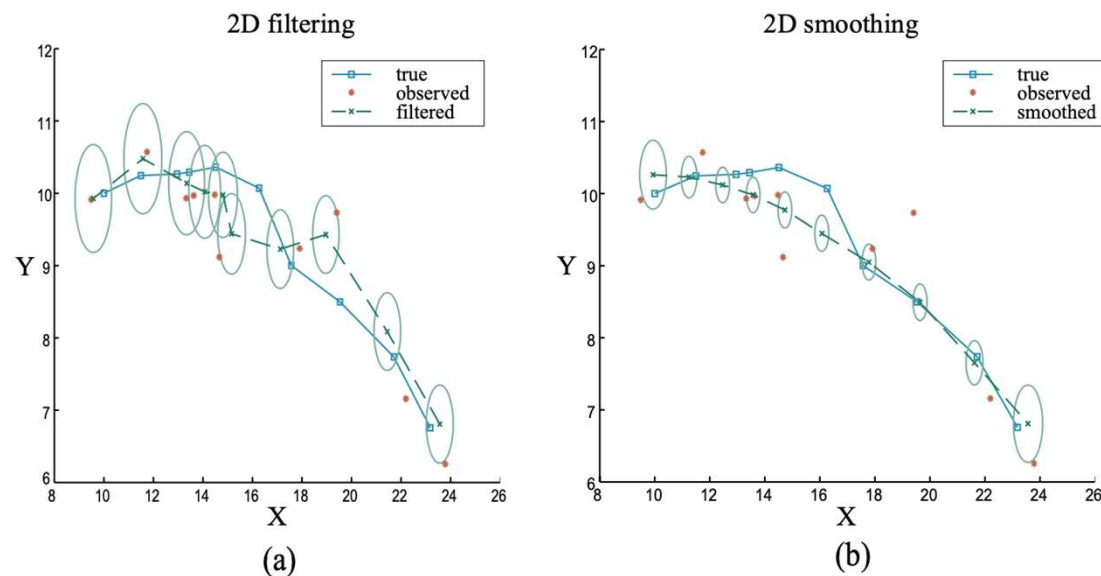 2D filtering
12
11
10
9
8
7
6
Y
8 10 12 14 16 18 20 22 24 26
X
true
observed
filtered
(a)
2D smoothing
12
11
10
9
8
7
6
Y
8 10 12 14 16 18 20 22 24 26
X
true
observed
smoothed
(b)